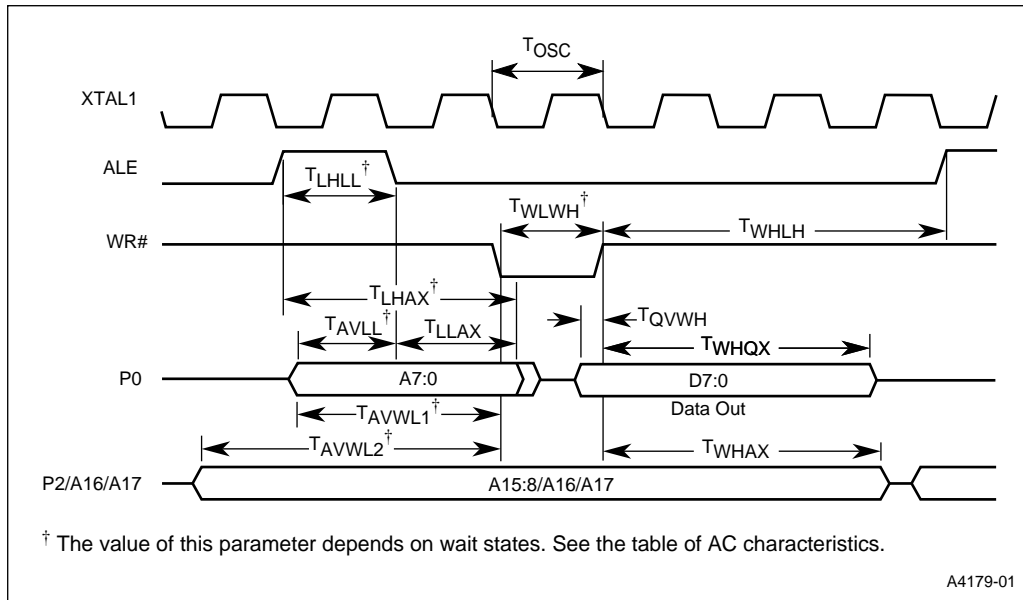 TOSC
XTAL1
ALE
TLHLL†
TWLWH†
TWHLH
WR#
TLHAX†
TAVLL†
TLLAX
TQVWH
TWHQX
P0
A7:0
D7:0
Data Out
TAVWL1†
TAVWL2†
TWHAX
P2/A16/A17
A15:8/A16/A17
† The value of this parameter depends on wait states. See the table of AC characteristics.
A4179-01